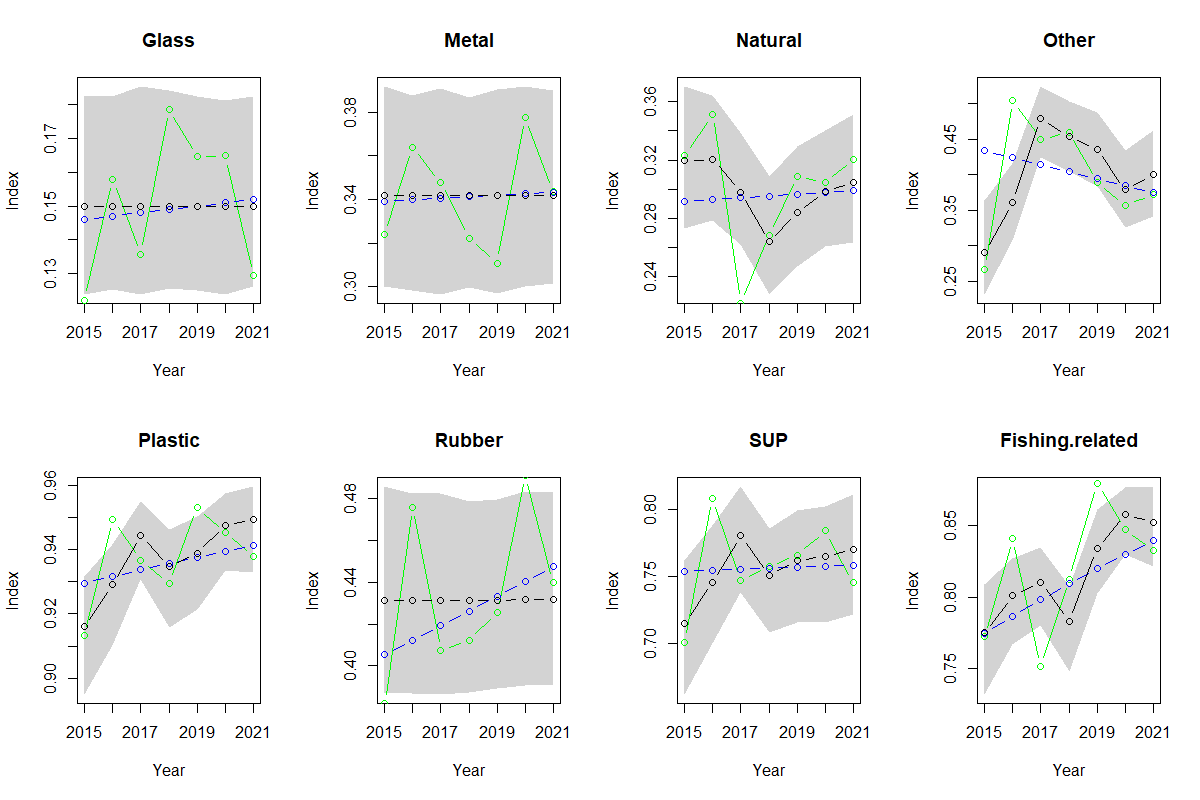 Glass
Index
0.13 0.15 0.17
2015 2017 2019 2021
Year
Metal
Index
0.30 0.34 0.38
2015 2017 2019 2021
Year
Natural
Index
0.24 0.28 0.32 0.36
2015 2017 2019 2021
Year
Other
Index
0.25 0.35 0.45
2015 2017 2019 2021
Year
Plastic
Index
0.90 0.92 0.94 0.96
2015 2017 2019 2021
Year
Rubber
Index
0.40 0.44 0.48
2015 2017 2019 2021
Year
SUP
Index
0.70 0.75 0.80
2015 2017 2019 2021
Year
Fishing.related
Index
0.75 0.80 0.85
2015 2017 2019 2021
Year